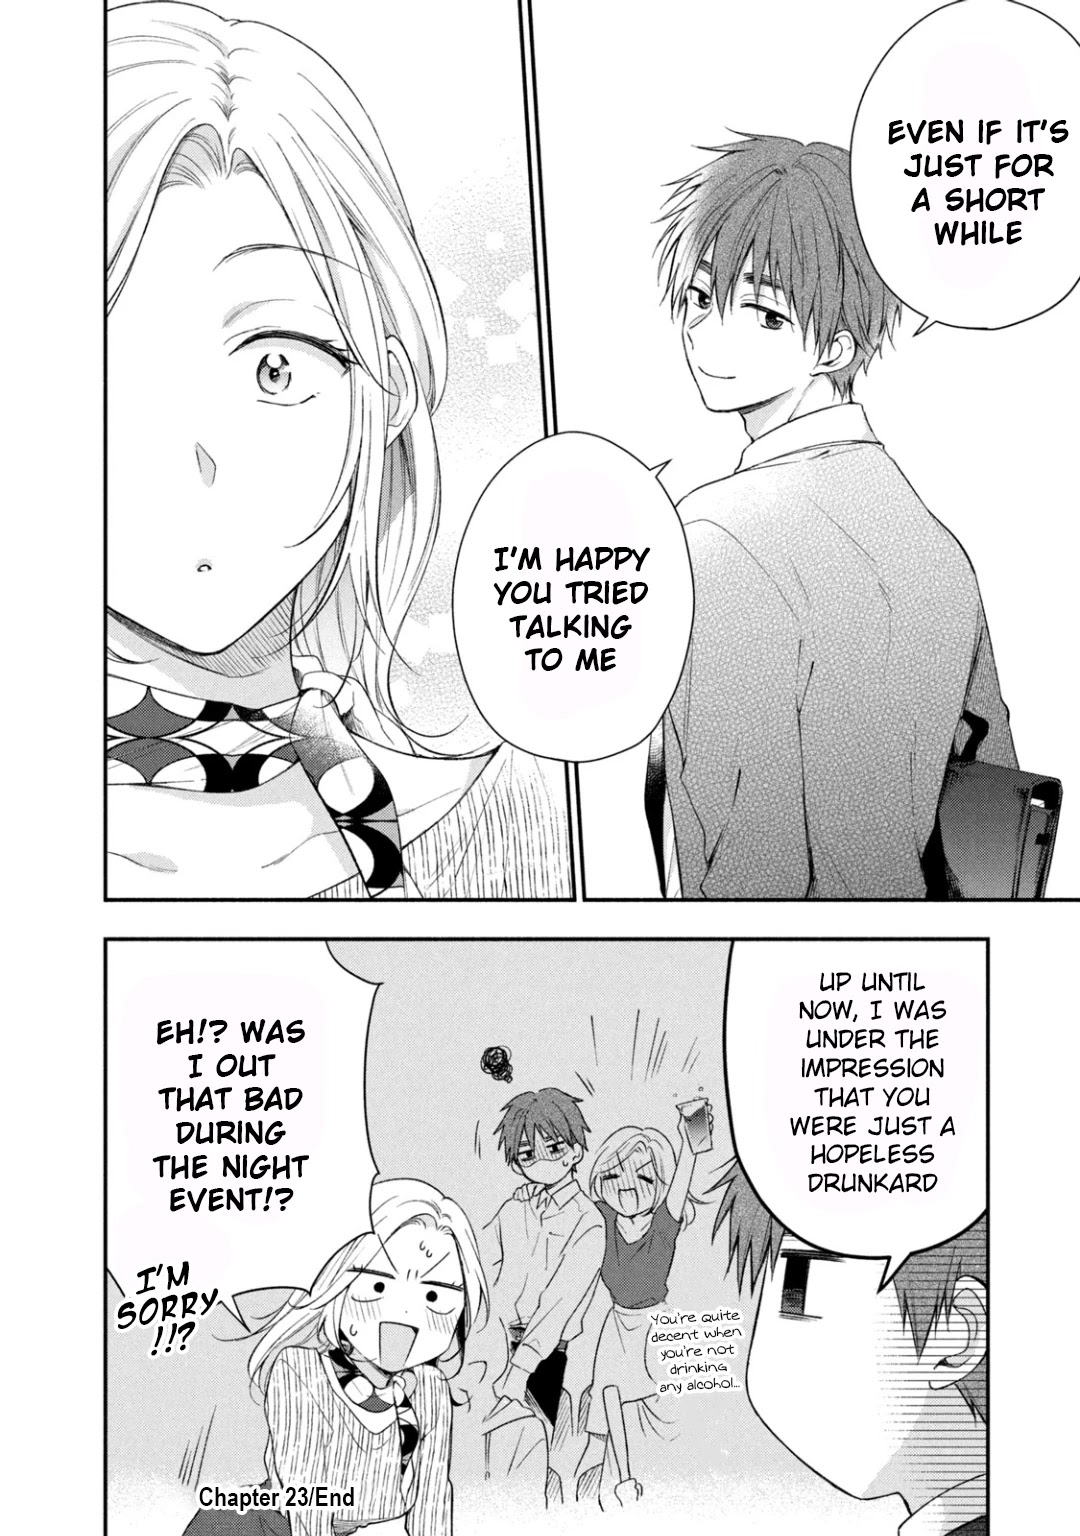 EVEN IF IT'S
JUST FOR
A SHORT
WHILE
I'M HAPPY
YOU TRIED
TALKING
TO ME
UP UNTIL
NOW, I WAS
UNDER THE
IMPRESSION
THAT YOU
WERE JUST A
HOPELESS
DRUNKARD
You're quite
decent when
you're not
drinking
any alcohol...
EH!? WAS
I OUT
THAT BAD
DURING
THE NIGHT
EVENT!?
I'M
SORRY
!!?
Chapter 23/End